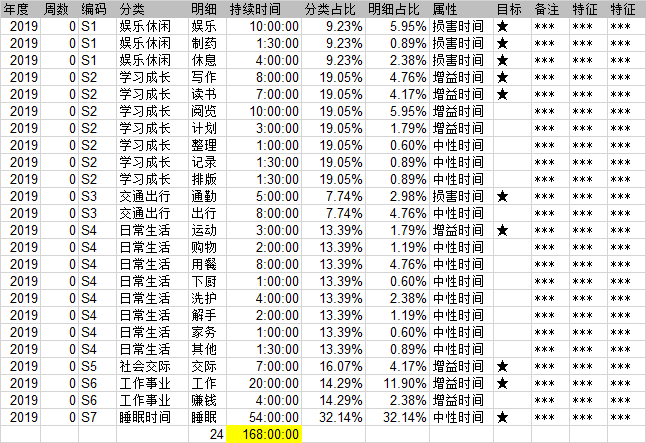 年度 周数 编码 分类 明细 持续时间 分类占比 明细占比 属性 目标 备注 特征 特征
2019 0 S1 娱乐休闲 娱乐 10:00:00 9.23% 5.95% 损害时间 ★ *** *** ***
2019 0 S1 娱乐休闲 制药 1:30:00 9.23% 0.89% 损害时间 ★ *** *** ***
2019 0 S1 娱乐休闲 休息 4:00:00 9.23% 2.38% 损害时间 ★ *** *** ***
2019 0 S2 学习成长 写作 8:00:00 19.05% 4.76% 增益时间 ★ *** *** ***
2019 0 S2 学习成长 读书 7:00:00 19.05% 4.17% 增益时间 ★ *** *** ***
2019 0 S2 学习成长 阅览 10:00:00 19.05% 5.95% 增益时间 *** *** ***
2019 0 S2 学习成长 计划 3:00:00 19.05% 1.79% 增益时间 *** *** ***
2019 0 S2 学习成长 整理 1:00:00 19.05% 0.60% 中性时间 *** *** ***
2019 0 S2 学习成长 记录 1:30:00 19.05% 0.89% 中性时间 *** *** ***
2019 0 S2 学习成长 排版 1:30:00 19.05% 0.89% 中性时间 *** *** ***
2019 0 S3 交通出行 通勤 5:00:00 7.74% 2.98% 损害时间 ★ *** *** ***
2019 0 S3 交通出行 出行 8:00:00 7.74% 4.76% 中性时间 *** *** ***
2019 0 S4 日常生活 运动 3:00:00 13.39% 1.79% 增益时间 ★ *** *** ***
2019 0 S4 日常生活 购物 2:00:00 13.39% 1.19% 中性时间 *** *** ***
2019 0 S4 日常生活 用餐 8:00:00 13.39% 4.76% 中性时间 *** *** ***
2019 0 S4 日常生活 下厨 1:00:00 13.39% 0.60% 中性时间 *** *** ***
2019 0 S4 日常生活 洗护 4:00:00 13.39% 2.38% 中性时间 *** *** ***
2019 0 S4 日常生活 解手 2:00:00 13.39% 1.19% 中性时间 *** *** ***
2019 0 S4 日常生活 家务 1:00:00 13.39% 0.60% 中性时间 *** *** ***
2019 0 S4 日常生活 其他 1:30:00 13.39% 0.89% 中性时间 *** *** ***
2019 0 S5 社会交际 交际 7:00:00 16.07% 4.17% 增益时间 ★ *** *** ***
2019 0 S6 工作事业 工作 20:00:00 14.29% 11.90% 增益时间 ★ *** *** ***
2019 0 S6 工作事业 赚钱 4:00:00 14.29% 2.38% 增益时间 *** *** ***
2019 0 S7 睡眠时间 睡眠 54:00:00 32.14% 32.14% 中性时间 ★ *** *** ***
24 168:00:00